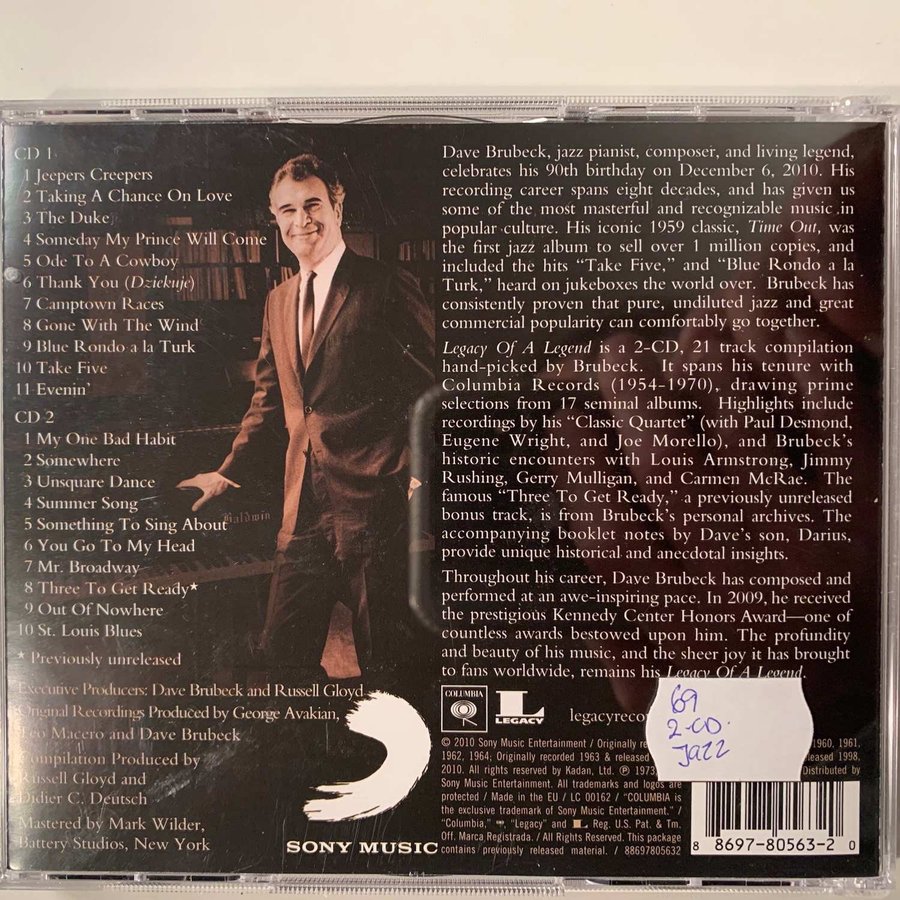 CD 1
1 Jeepers Creepers
2 Taking A Chance On Love
3 The Duke
4 Someday My Prince Will Come
5 Ode To A Cowboy
6 Thank You (Dziekuje)
7 Camptown Races
8 Gone With The Wind
9 Blue Rondo a la Turk
10 Take Five
11 Evenin'
CD 2
1 My One Bad Habit
2 Somewhere
3 Unsquare Dance
4 Summer Song
5 Something To Sing About
6 You Go To My Head
7 Mr. Broadway
8 Three To Get Ready*
9 Out Of Nowhere
10 St. Louis Blues
* Previously unreleased
Executive Producers: Dave Brubeck and Russell Gloyd
Original Recordings Produced by George Avakian,
Teo Macero and Dave Brubeck
Compilation Produced by
Russell Gloyd and
Didier C. Deutsch
Mastered by Mark Wilder,
Battery Studios, New York
Baldwin
SONY MUSIC
Dave Brubeck, jazz pianist, composer, and living legend,
celebrates his 90th birthday on December 6, 2010. His
recording career spans eight decades, and has given us
some of the most masterful and recognizable music in
popular culture. His iconic 1959 classic, Time Out, was
the first jazz album to sell over 1 million copies, and
included the hits "Take Five," and "Blue Rondo a la
Turk," heard on jukeboxes the world over. Brubeck has
consistently proven that pure, undiluted jazz and great
commercial popularity can comfortably go together.
Legacy Of A Legend is a 2-CD, 21 track compilation
hand-picked by Brubeck. It spans his tenure with
Columbia Records (1954-1970), drawing prime
selections from 17 seminal albums. Highlights include
recordings by his "Classic Quartet" (with Paul Desmond,
Eugene Wright, and Joe Morello), and Brubeck's
historic encounters with Louis Armstrong, Jimmy
Rushing, Gerry Mulligan, and Carmen McRae. The
famous "Three To Get Ready," a previously unreleased
bonus track, is from Brubeck's personal archives. The
accompanying booklet notes by Dave's son, Darius,
provide unique historical and anecdotal insights.
Throughout his career, Dave Brubeck has composed and
performed at an awe-inspiring pace. In 2009, he received
the prestigious Kennedy Center Honors Award—one of
countless awards bestowed upon him. The profundity
and beauty of his music, and the sheer joy it has brought
to fans worldwide, remains his Legacy Of A Legend.
COLUMBIA
L
LEGACY
legacyreco
69
2-CD.
Jazz
© 2010 Sony Music Entertainment / Originally re 1960, 1961,
1962, 1964; Originally recorded 1963 & released 1998,
2010. All rights reserved by Kadan, Ltd. ℗ 1973, Distributed by
Sony Music Entertainment. All trademarks and logos are
protected / Made in the EU / LC 00162 / "COLUMBIA is
the exclusive trademark of Sony Music Entertainment." /
"Columbia," "Legacy" and L Reg. U.S. Pat. & Tm.
Off. Marca Registrada. / All Rights Reserved. This package
contains previously released material. / 88697805632
8 8697-80563-2 0